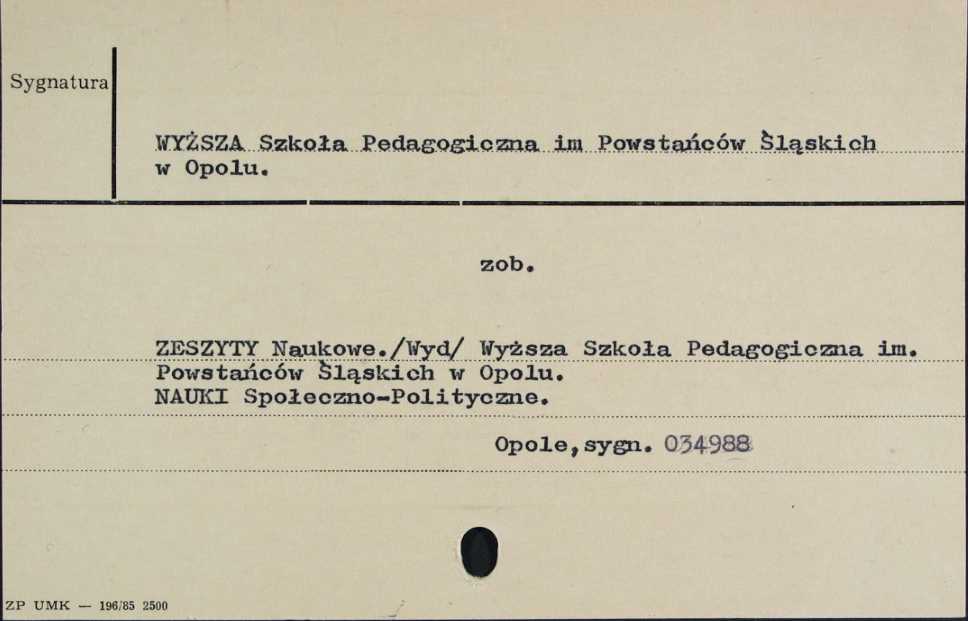 Sygnatura
WYŻSZA Szkoła Pedagogiczna im Powstańców Śląskich
w Opolu.
zob.
ZESZYTY Naukowe./Wyd/ Wyższa Szkoła Pedagogiczna im.
Powstańców Śląskich w Opolu.
NAUKI Społeczno-Polityczne.
Opole,sygn. 034988
ZP UMK — 196/85 2500